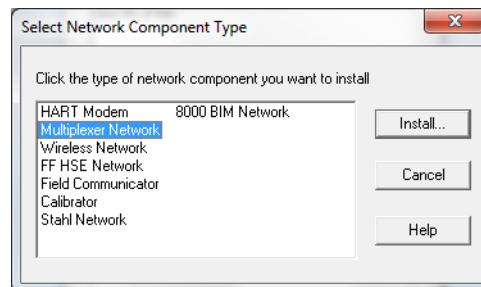 Select Network Component Type
Click the type of network component you want to install
HART Modem 8000 BIM Network
Multiplexer Network
Wireless Network
FF HSE Network
Field Communicator
Calibrator
Stahl Network
Install...
Cancel
Help